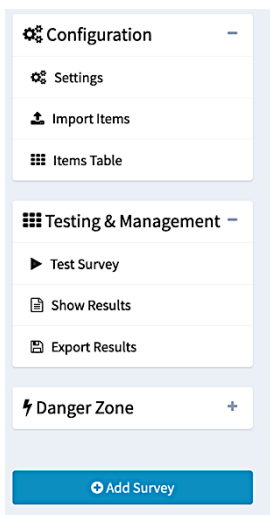 Configuration
Settings
Import Items
Items Table
Testing & Management
Test Survey
Show Results
Export Results
Danger Zone
Add Survey